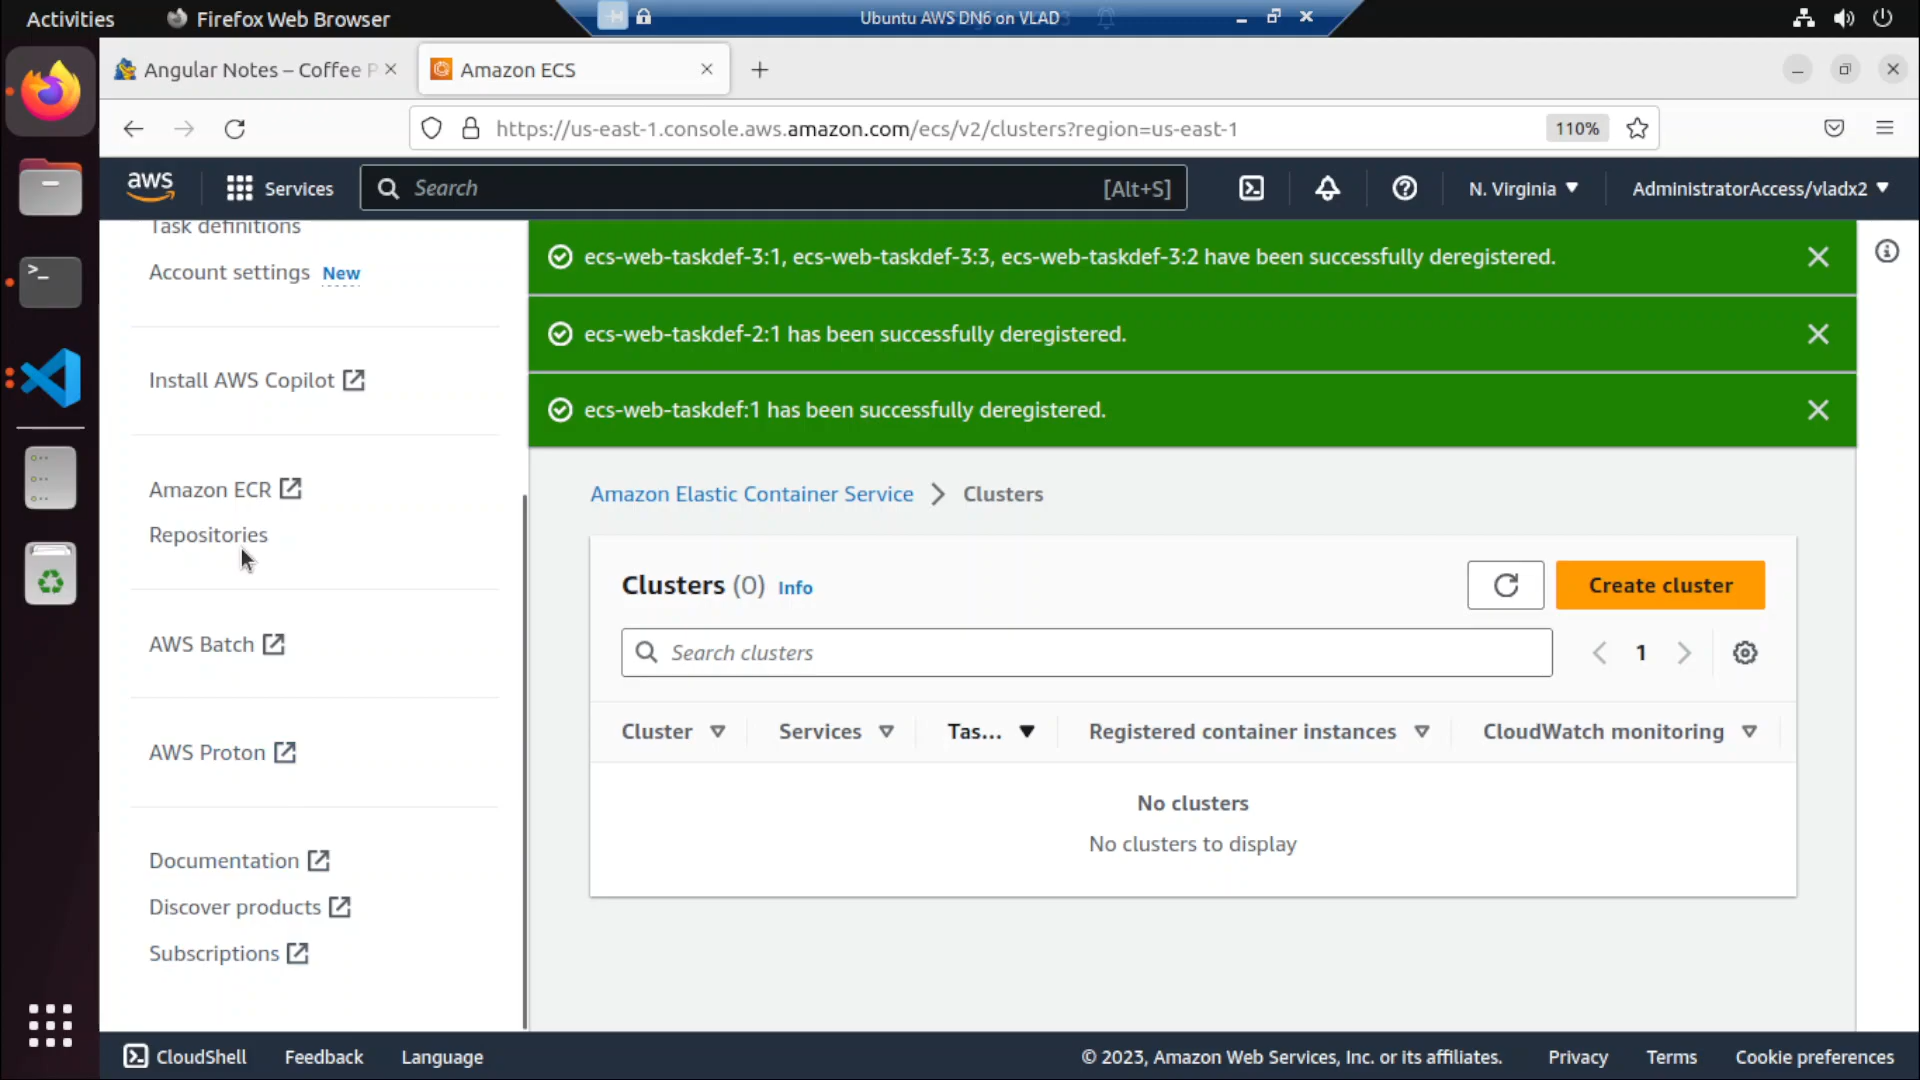 Activities
Firefox Web Browser
Ubuntu AWS DN6 on VLAD
Angular Notes – Coffee P
Amazon ECS
https://us-east-1.console.aws.amazon.com/ecs/v2/clusters?region=us-east-1
110%
aws
Services
Search
[Alt+S]
N. Virginia
AdministratorAccess/vladx2
Task definitions
Account settings New
Install AWS Copilot
Amazon ECR
Repositories
AWS Batch
AWS Proton
Documentation
Discover products
Subscriptions
ecs-web-taskdef-3:1, ecs-web-taskdef-3:3, ecs-web-taskdef-3:2 have been successfully deregistered.
ecs-web-taskdef-2:1 has been successfully deregistered.
ecs-web-taskdef:1 has been successfully deregistered.
Amazon Elastic Container Service > Clusters
Clusters (0) Info
Create cluster
Search clusters
1
Cluster
Services
Tas...
Registered container instances
CloudWatch monitoring
No clusters
No clusters to display
CloudShell
Feedback
Language
© 2023, Amazon Web Services, Inc. or its affiliates.
Privacy
Terms
Cookie preferences